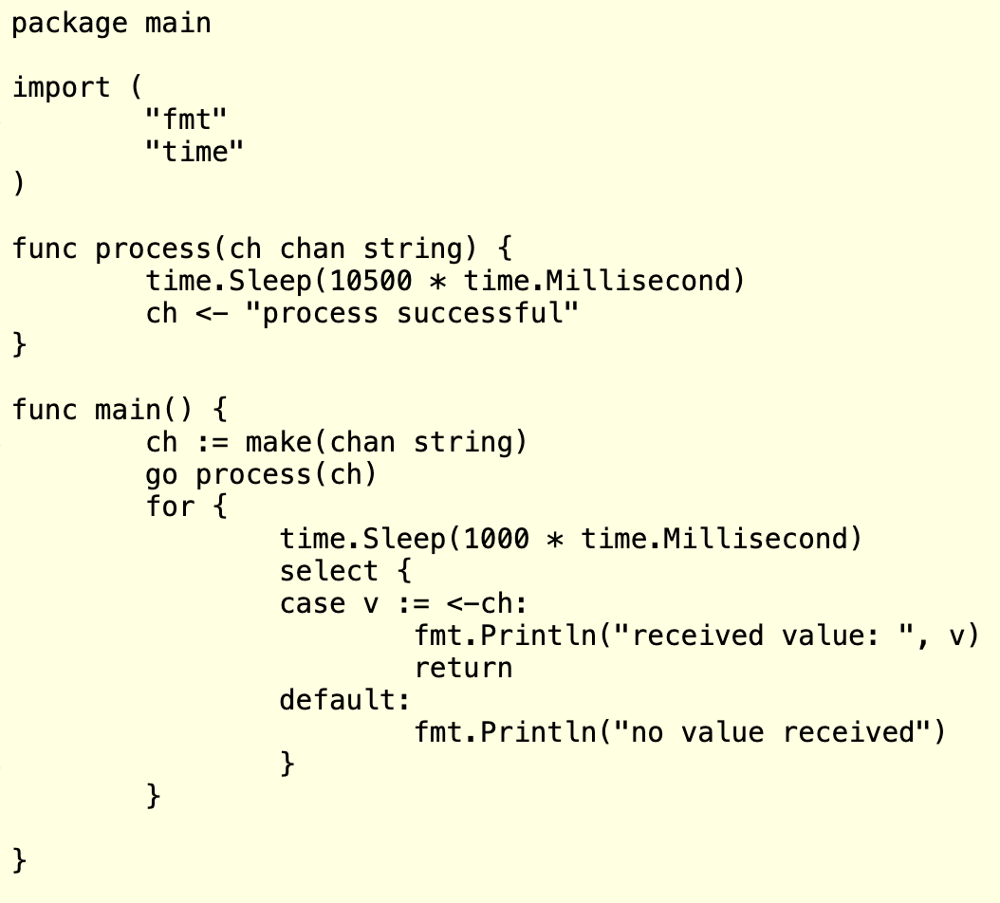 package main
import (
"fmt"
"time"
)
func process(ch chan string) {
time.Sleep(10500 * time.Millisecond)
ch <- "process successful"
}
func main() {
ch := make(chan string)
go process(ch)
for {
time.Sleep(1000 * time.Millisecond)
select {
case v := <-ch:
fmt.Println("received value: ", v)
return
default:
fmt.Println("no value received")
}
}
}